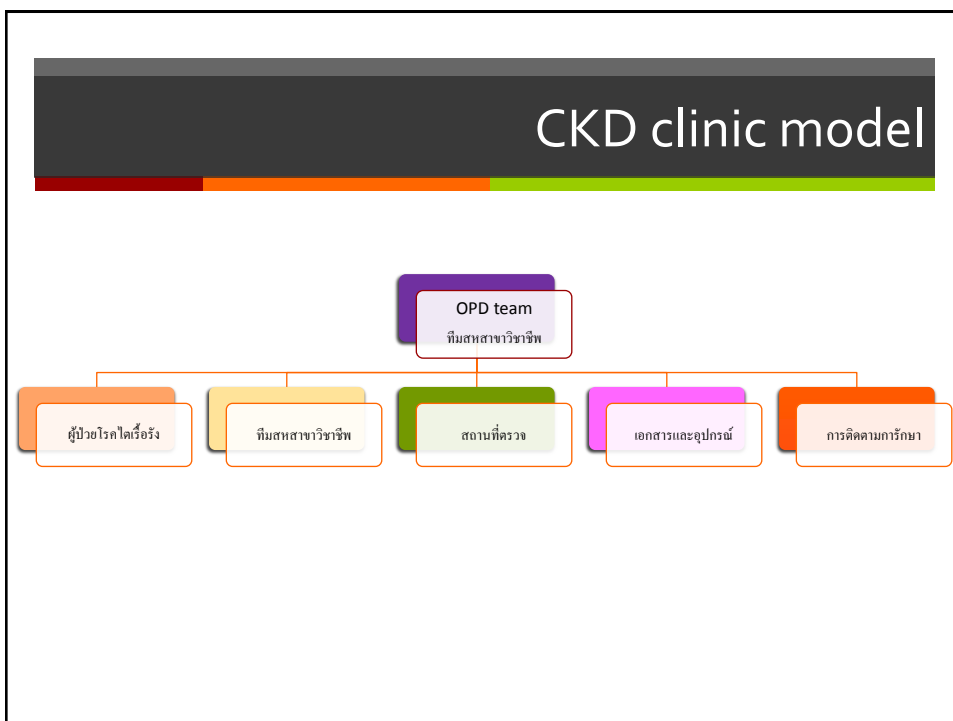 CKD clinic model
OPD team
ทีมสหสาขาวิชาชีพ
ผู้ป่วยโรคไตเรื้อรัง
ทีมสหสาขาวิชาชีพ
สถานที่ตรวจ
เอกสารและอุปกรณ์
การติดตามการักษา